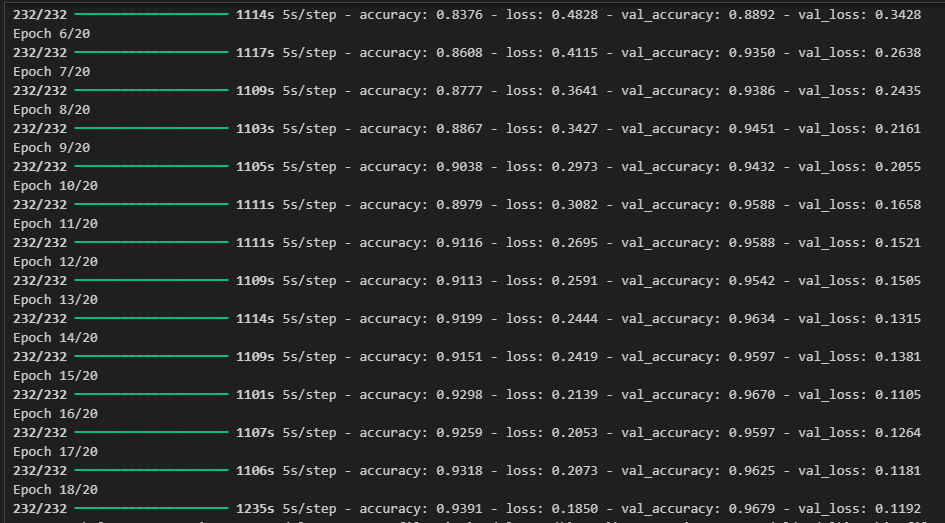 232/232 ━━━━━━━━━━━━━━━━━━━━ 1114s 5s/step - accuracy: 0.8376 - loss: 0.4828 - val_accuracy: 0.8892 - val_loss: 0.3428
Epoch 6/20
232/232 ━━━━━━━━━━━━━━━━━━━━ 1117s 5s/step - accuracy: 0.8608 - loss: 0.4115 - val_accuracy: 0.9350 - val_loss: 0.2638
Epoch 7/20
232/232 ━━━━━━━━━━━━━━━━━━━━ 1109s 5s/step - accuracy: 0.8777 - loss: 0.3641 - val_accuracy: 0.9386 - val_loss: 0.2435
Epoch 8/20
232/232 ━━━━━━━━━━━━━━━━━━━━ 1103s 5s/step - accuracy: 0.8867 - loss: 0.3427 - val_accuracy: 0.9451 - val_loss: 0.2161
Epoch 9/20
232/232 ━━━━━━━━━━━━━━━━━━━━ 1105s 5s/step - accuracy: 0.9038 - loss: 0.2973 - val_accuracy: 0.9432 - val_loss: 0.2055
Epoch 10/20
232/232 ━━━━━━━━━━━━━━━━━━━━ 1111s 5s/step - accuracy: 0.8979 - loss: 0.3082 - val_accuracy: 0.9588 - val_loss: 0.1658
Epoch 11/20
232/232 ━━━━━━━━━━━━━━━━━━━━ 1111s 5s/step - accuracy: 0.9116 - loss: 0.2695 - val_accuracy: 0.9588 - val_loss: 0.1521
Epoch 12/20
232/232 ━━━━━━━━━━━━━━━━━━━━ 1109s 5s/step - accuracy: 0.9113 - loss: 0.2591 - val_accuracy: 0.9542 - val_loss: 0.1505
Epoch 13/20
232/232 ━━━━━━━━━━━━━━━━━━━━ 1114s 5s/step - accuracy: 0.9199 - loss: 0.2444 - val_accuracy: 0.9634 - val_loss: 0.1315
Epoch 14/20
232/232 ━━━━━━━━━━━━━━━━━━━━ 1109s 5s/step - accuracy: 0.9151 - loss: 0.2419 - val_accuracy: 0.9597 - val_loss: 0.1381
Epoch 15/20
232/232 ━━━━━━━━━━━━━━━━━━━━ 1101s 5s/step - accuracy: 0.9298 - loss: 0.2139 - val_accuracy: 0.9670 - val_loss: 0.1105
Epoch 16/20
232/232 ━━━━━━━━━━━━━━━━━━━━ 1107s 5s/step - accuracy: 0.9259 - loss: 0.2053 - val_accuracy: 0.9597 - val_loss: 0.1264
Epoch 17/20
232/232 ━━━━━━━━━━━━━━━━━━━━ 1106s 5s/step - accuracy: 0.9318 - loss: 0.2073 - val_accuracy: 0.9625 - val_loss: 0.1181
Epoch 18/20
232/232 ━━━━━━━━━━━━━━━━━━━━ 1235s 5s/step - accuracy: 0.9391 - loss: 0.1850 - val_accuracy: 0.9679 - val_loss: 0.1192